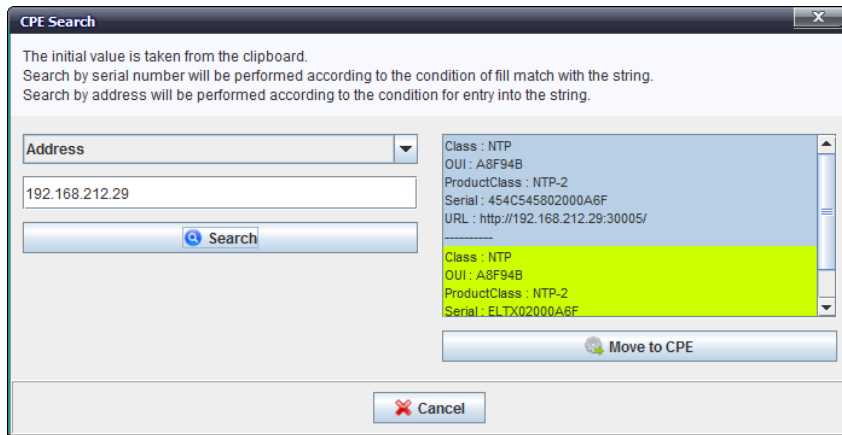 CPE Search
The initial value is taken from the clipboard.
Search by serial number will be performed according to the condition of fill match with the string.
Search by address will be performed according to the condition for entry into the string.
Address
192.168.212.29
Search
Class : NTP
OUI : A8F94B
ProductClass : NTP-2
Serial : 454C545802000A6F
URL : http://192.168.212.29:30005/
----------
Class : NTP
OUI : A8F94B
ProductClass : NTP-2
Serial : ELTX02000A6F
Move to CPE
Cancel